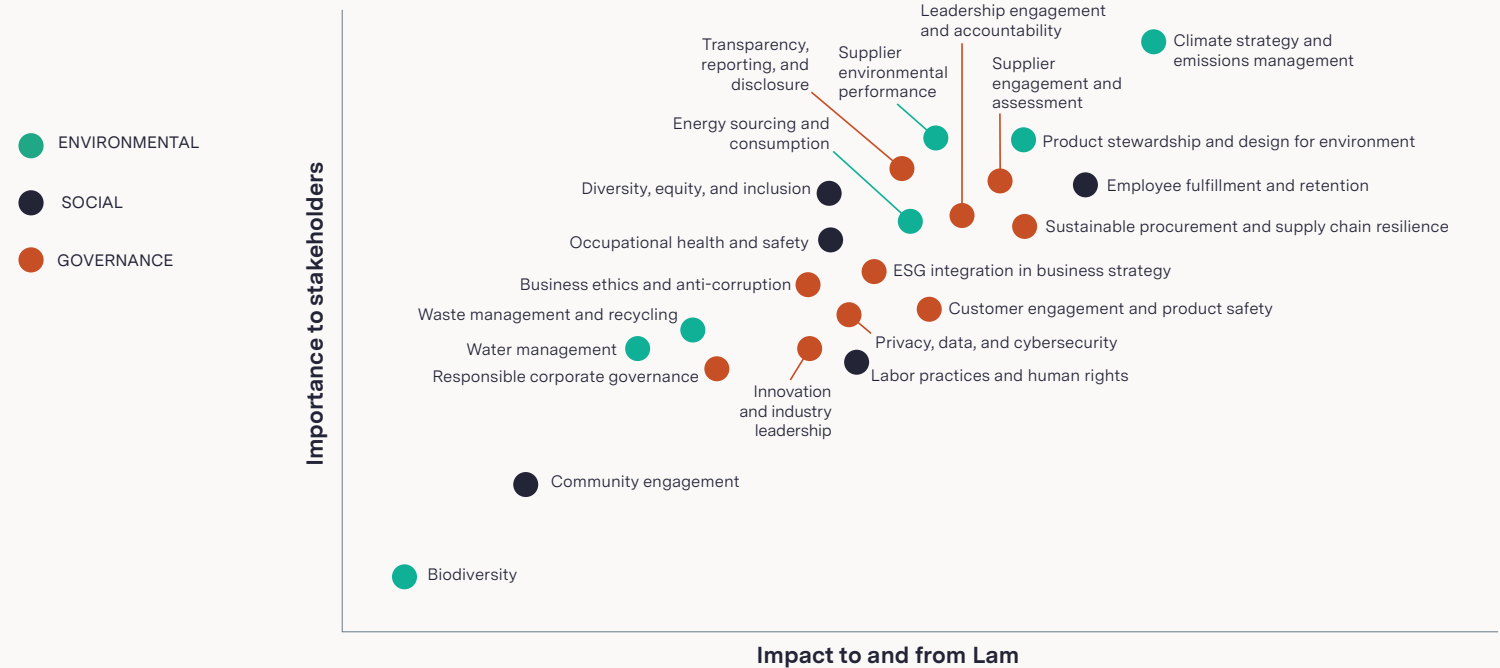 Leadership engagement
and accountability
Climate strategy and
emissions management
Transparency,
reporting, and
disclosure
Supplier
environmental
performance
Supplier
engagement and
assessment
Energy sourcing and
consumption
Product stewardship and design for environment
ENVIRONMENTAL
Diversity, equity, and inclusion
Employee fulfillment and retention
SOCIAL
Sustainable procurement and supply chain resilience
Occupational health and safety
GOVERNANCE
ESG integration in business strategy
Business ethics and anti-corruption
Customer engagement and product safety
Waste management and recycling
Privacy, data, and cybersecurity
Water management
Responsible corporate governance
Labor practices and human rights
Innovation
and industry
leadership
Community engagement
Biodiversity
Importance to stakeholders
Impact to and from Lam